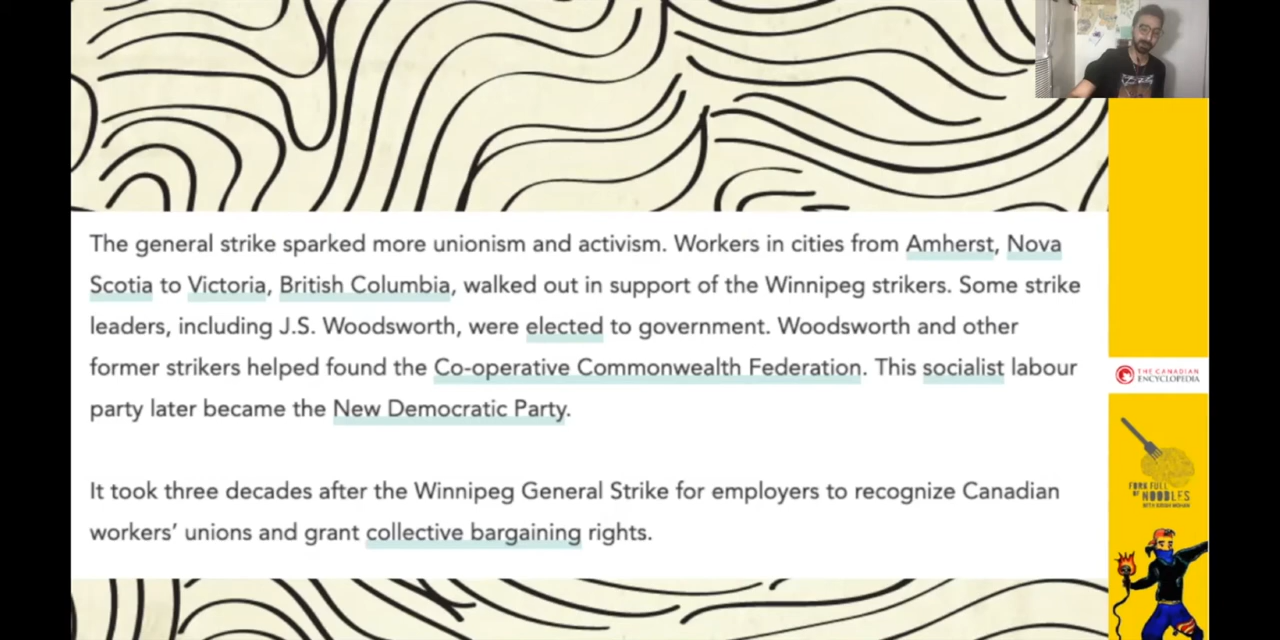 The general strike sparked more unionism and activism. Workers in cities from Amherst, Nova
Scotia to Victoria, British Columbia, walked out in support of the Winnipeg strikers. Some strike
leaders, including J.S. Woodsworth, were elected to government. Woodsworth and other
former strikers helped found the Co-operative Commonwealth Federation. This socialist labour
party later became the New Democratic Party.
It took three decades after the Winnipeg General Strike for employers to recognize Canadian
workers' unions and grant collective bargaining rights.
THE CANADIAN
ENCYCLOPEDIA
FORK FULL
OF NOODLES